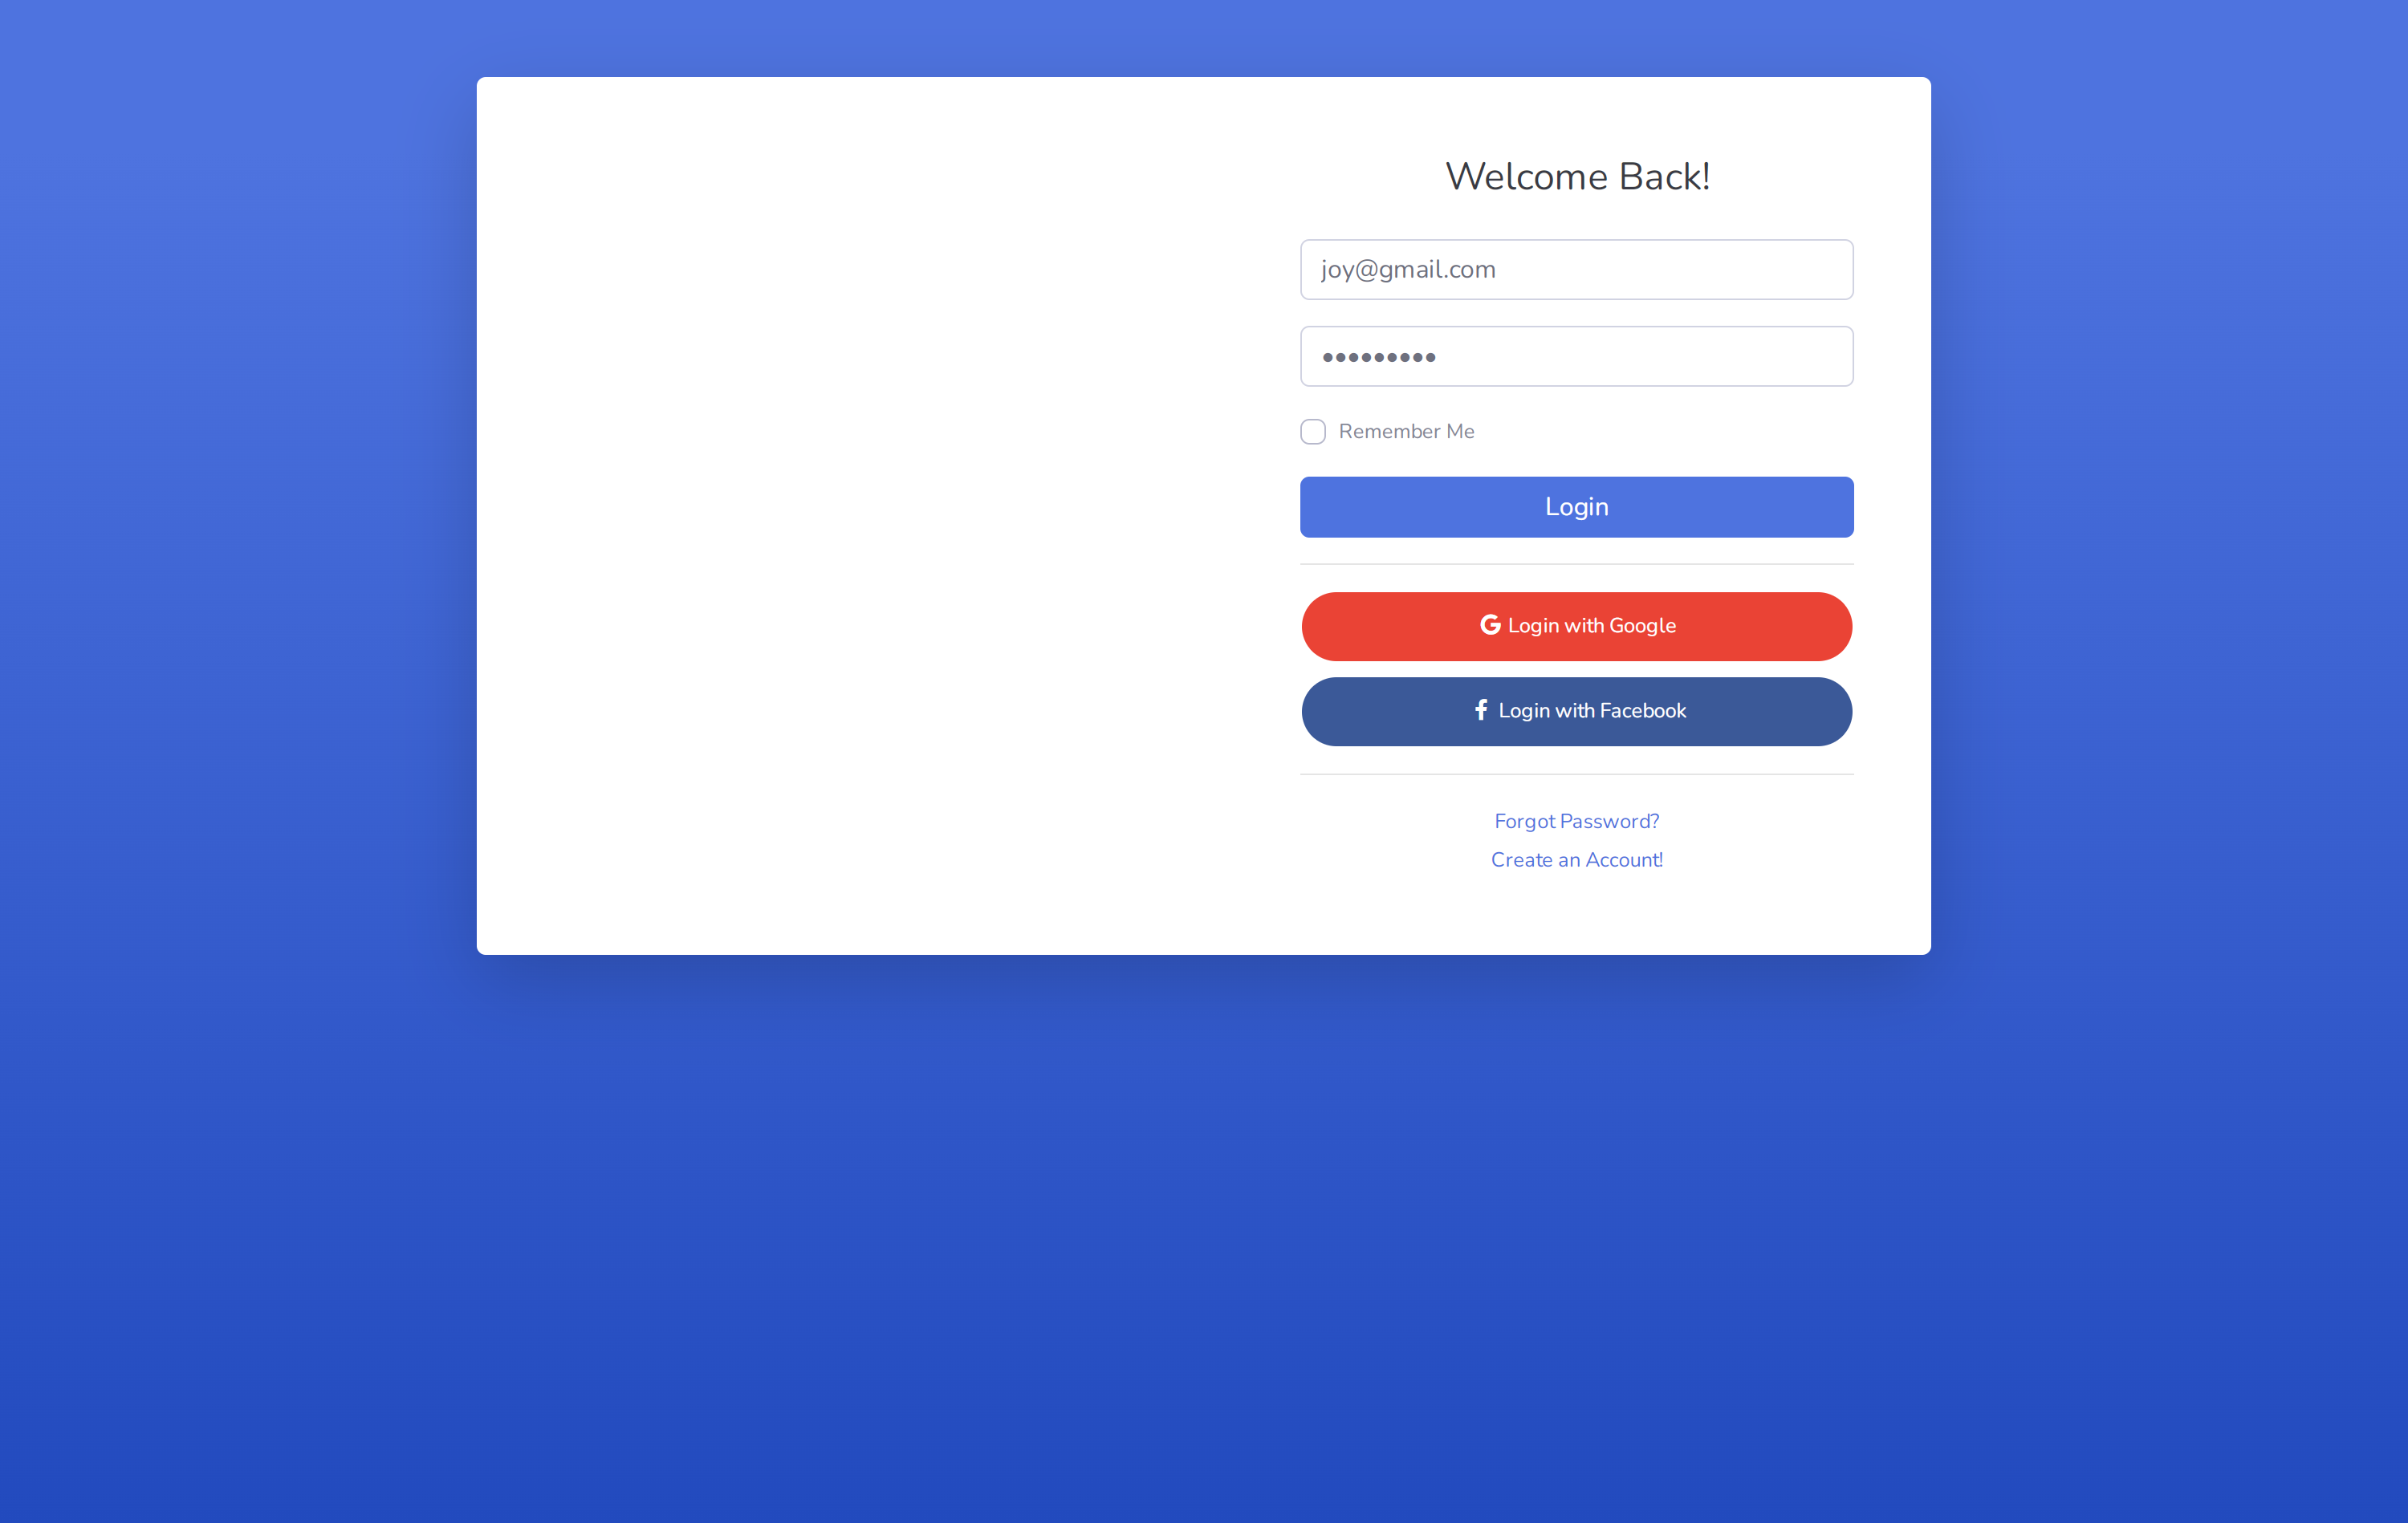 Welcome Back!
joy@gmail.com
•••••••••
Remember Me
Login
Login with Google
Login with Facebook
Forgot Password?
Create an Account!